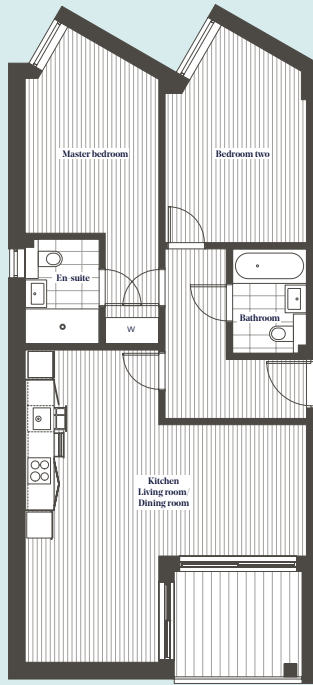 Master bedroom
Bedroom two
En-suite
Bathroom
W
Kitchen
Living room/
Dining room